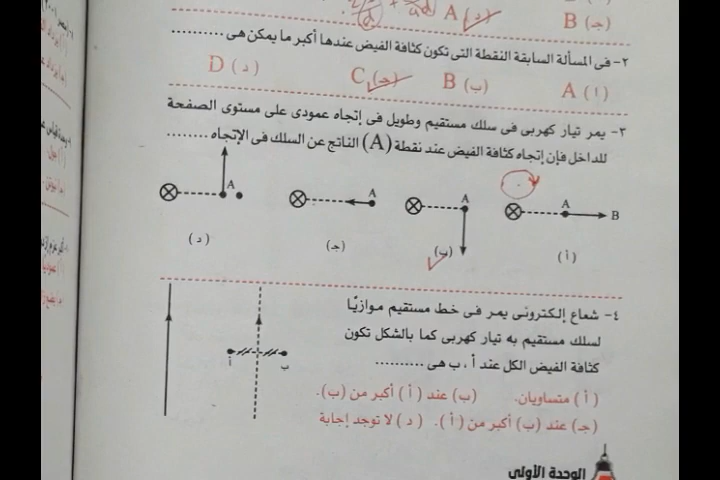 (جـ) B (د) A
٢- فى المسألة السابقة النقطة التى تكون كثافة الفيض عندها أكبر ما يمكن هى ..........
(أ) A (ب) B (جـ) C (د) D
٣- يمر تيار كهربى فى سلك مستقيم وطويل فى إتجاه عمودى على مستوى الصفحة
للداخل فإن إتجاه كثافة الفيض عند نقطة (A) الناتج عن السلك فى الإتجاه ........
A B
A
A
A
(أ) (ب) (جـ) (د)
٤- شعاع إلكترونى يمر فى خط مستقيم موازيًا
لسلك مستقيم به تيار كهربى كما بالشكل تكون
كثافة الفيض الكل عند أ ، ب هى ..........
أ ب
(أ) متساويان. (ب) عند (أ) أكبر من (ب).
(جـ) عند (ب) أكبر من (أ). (د) لا توجد إجابة
الوحدة الأولى